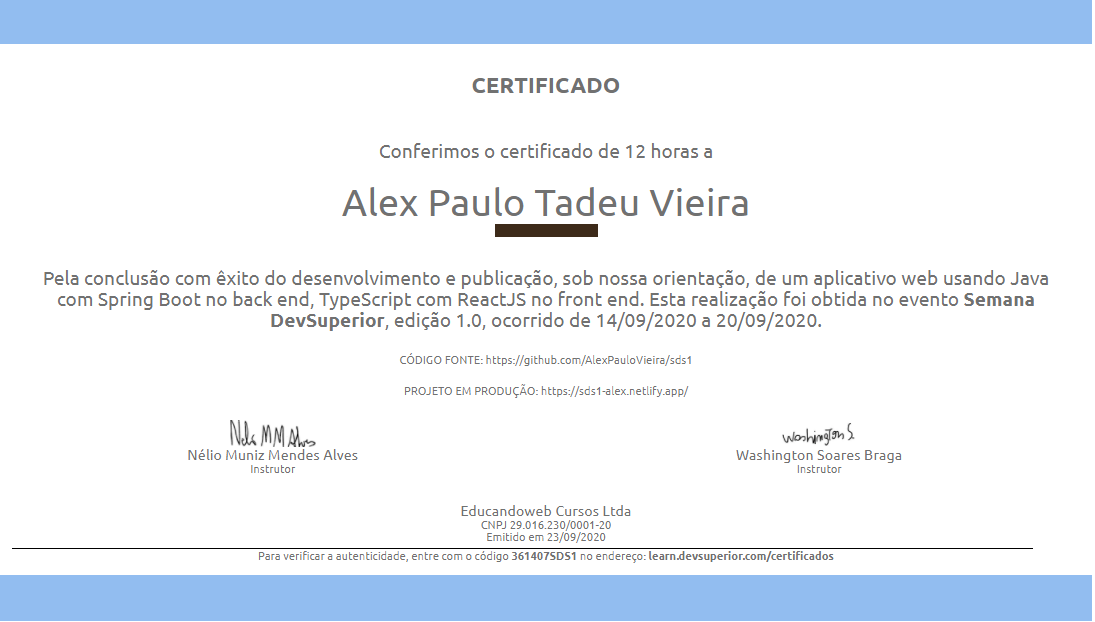 CERTIFICADO
Conferimos o certificado de 12 horas a
Alex Paulo Tadeu Vieira
Pela conclusão com êxito do desenvolvimento e publicação, sob nossa orientação, de um aplicativo web usando Java
com Spring Boot no back end, TypeScript com ReactJS no front end. Esta realização foi obtida no evento Semana
DevSuperior, edição 1.0, ocorrido de 14/09/2020 a 20/09/2020.
CÓDIGO FONTE: https://github.com/AlexPauloVieira/sds1
PROJETO EM PRODUÇÃO: https://sds1-alex.netlify.app/
Nelio MM Alves
Nélio Muniz Mendes Alves
Instrutor
Washington S.
Washington Soares Braga
Instrutor
Educandoweb Cursos Ltda
CNPJ 29.016.230/0001-20
Emitido em 23/09/2020
Para verificar a autenticidade, entre com o código 361407SDS1 no endereço: learn.devsuperior.com/certificados